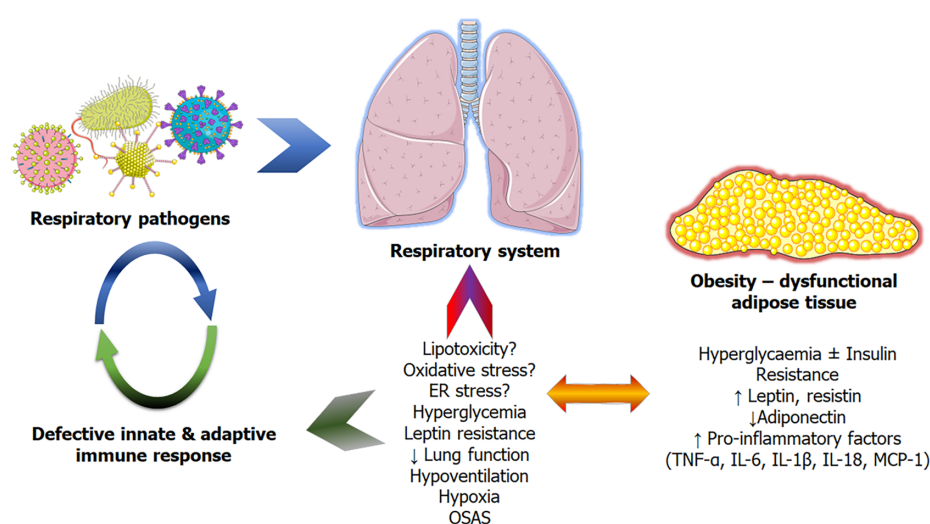 Respiratory pathogens
Respiratory system
Obesity – dysfunctional
adipose tissue
Defective innate & adaptive
immune response
Lipotoxicity?
Oxidative stress?
ER stress?
Hyperglycemia
Leptin resistance
↓ Lung function
Hypoventilation
Hypoxia
OSAS
Hyperglycaemia ± Insulin
Resistance
↑ Leptin, resistin
↓Adiponectin
↑ Pro-inflammatory factors
(TNF-α, IL-6, IL-1β, IL-18, MCP-1)